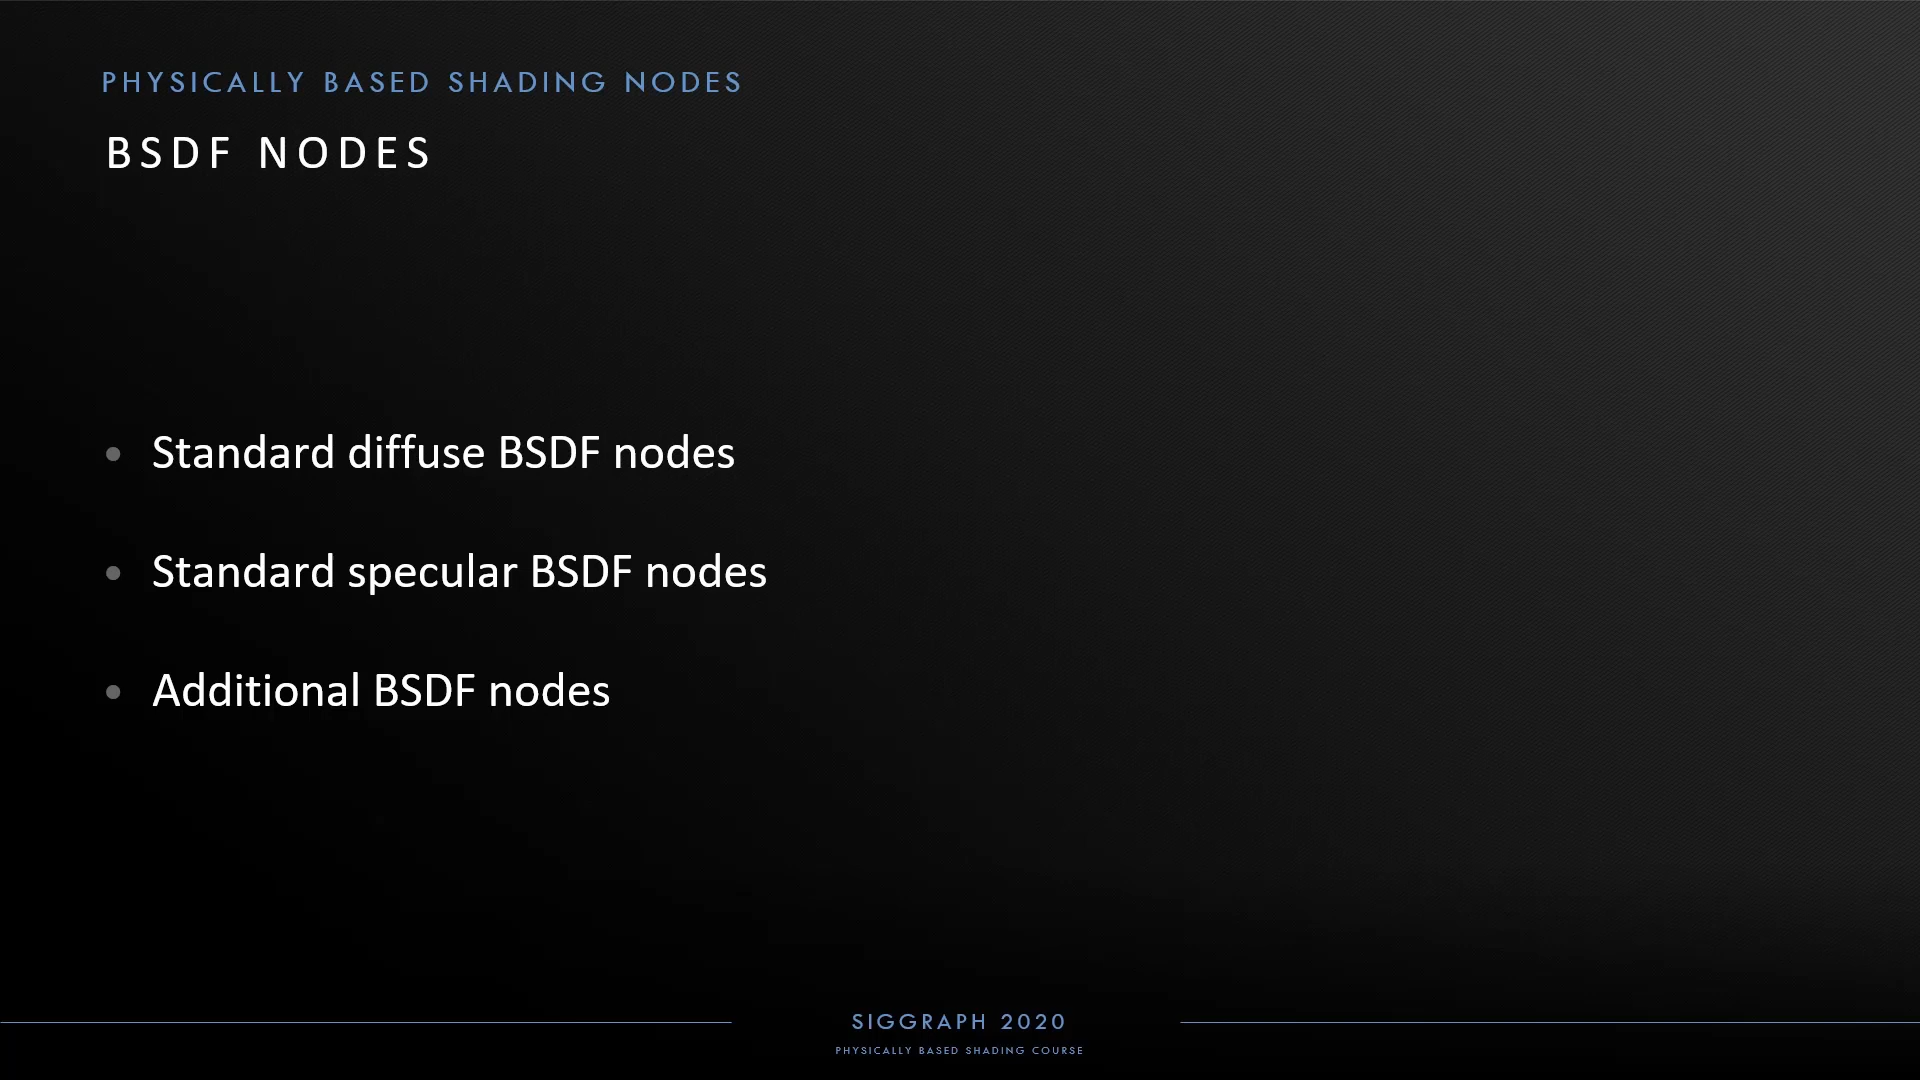 PHYSICALLY BASED SHADING NODES
BSDF NODES
• Standard diffuse BSDF nodes
• Standard specular BSDF nodes
• Additional BSDF nodes
SIGGRAPH 2020
PHYSICALLY BASED SHADING COURSE